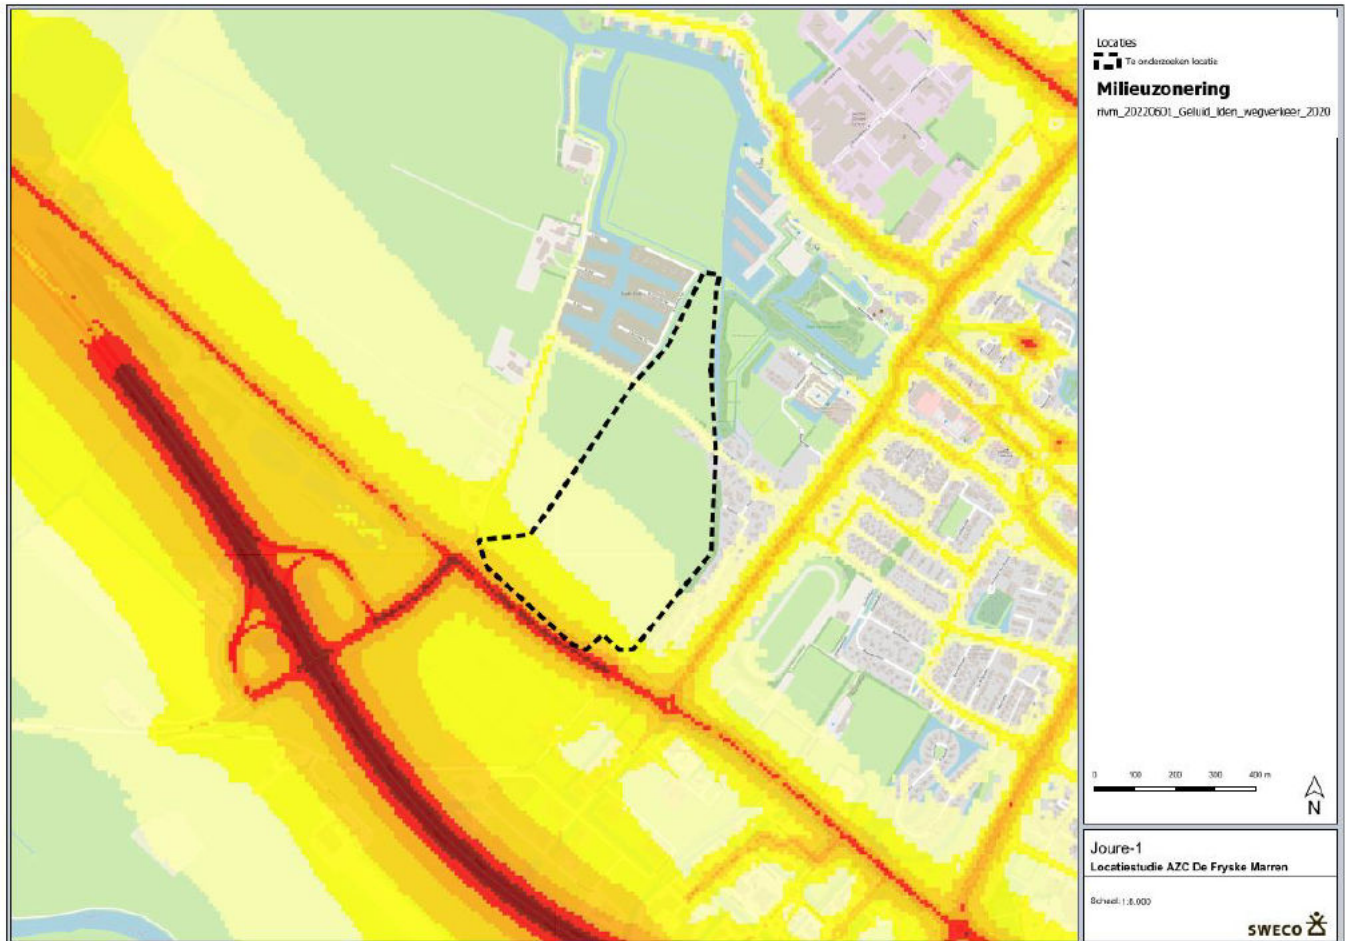 Locaties
Te onderzoeken locatie
Milieuzonering
rivm_20220601_Geluid_lden_wegverkeer_2020
0 100 200 300 400 m
N
Joure-1
Locatiestudie AZC De Fryske Marren
Schaal: 1:8.000
SWECO